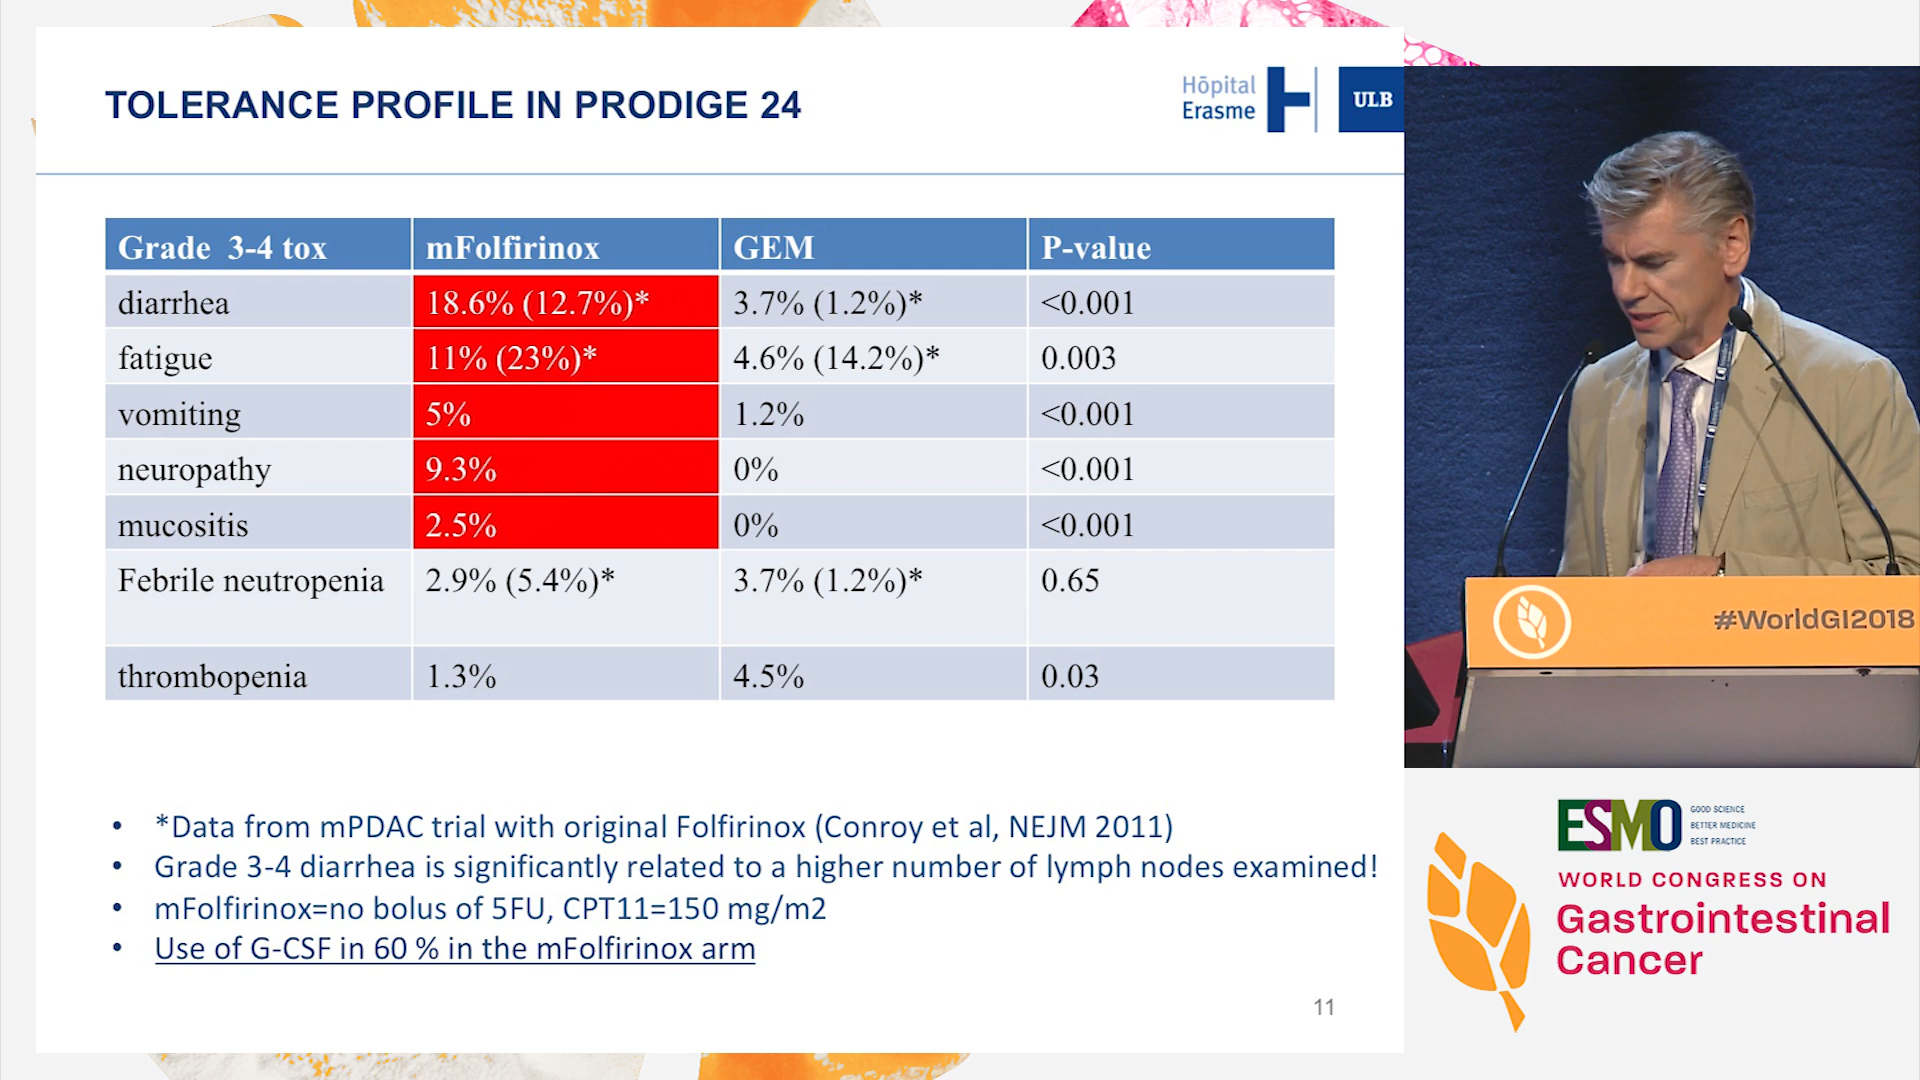 TOLERANCE PROFILE IN PRODIGE 24
Hōpital
Erasme
ULB
Grade 3-4 tox mFolfirinox GEM P-value
diarrhea 18.6% (12.7%)* 3.7% (1.2%)* <0.001
fatigue 11% (23%)* 4.6% (14.2%)* 0.003
vomiting 5% 1.2% <0.001
neuropathy 9.3% 0% <0.001
mucositis 2.5% 0% <0.001
Febrile neutropenia 2.9% (5.4%)* 3.7% (1.2%)* 0.65
thrombopenia 1.3% 4.5% 0.03
• *Data from mPDAC trial with original Folfirinox (Conroy et al, NEJM 2011)
• Grade 3-4 diarrhea is significantly related to a higher number of lymph nodes examined!
• mFolfirinox=no bolus of 5FU, CPT11=150 mg/m2
• Use of G-CSF in 60 % in the mFolfirinox arm
11
#WorldGI2018
ESMO
GOOD SCIENCE
BETTER MEDICINE
BEST PRACTICE
WORLD CONGRESS ON
Gastrointestinal
Cancer